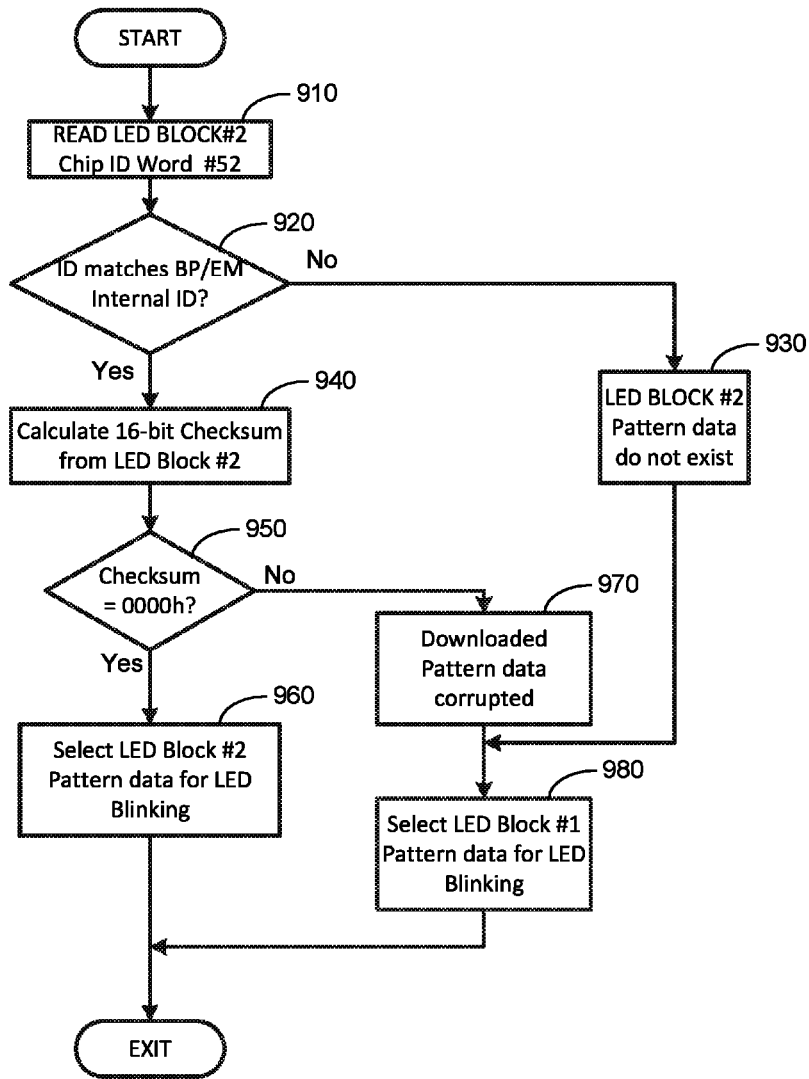 START
910
READ LED BLOCK#2
Chip ID Word #52
920
ID matches BP/EM
Internal ID?
No
Yes
930
LED BLOCK #2
Pattern data
do not exist
940
Calculate 16-bit Checksum
from LED Block #2
950
Checksum
= 0000h?
No
Yes
970
Downloaded
Pattern data
corrupted
960
Select LED Block #2
Pattern data for LED
Blinking
980
Select LED Block #1
Pattern data for LED
Blinking
EXIT